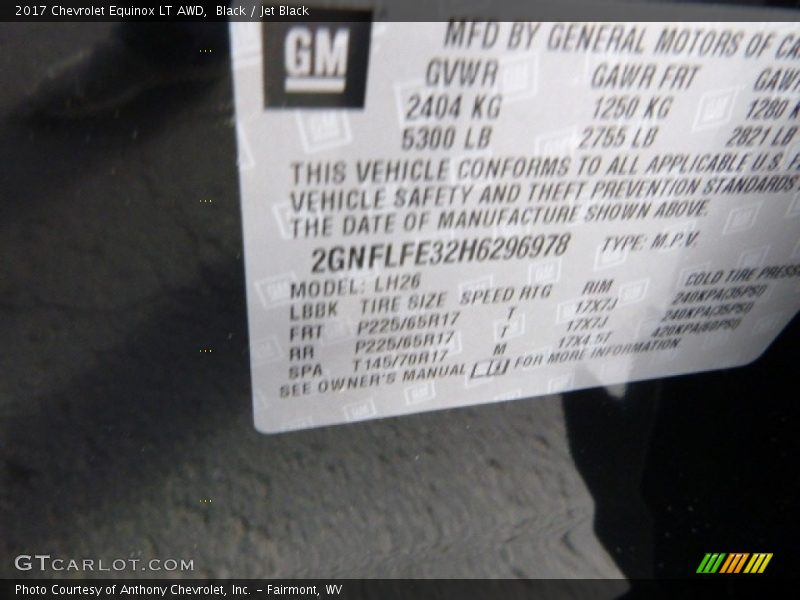 2017 Chevrolet Equinox LT AWD, Black / Jet Black
GM
MFD BY GENERAL MOTORS OF CA
GVWR GAWR FRT GAWR
2404 KG 1250 KG 1280 K
5300 LB 2755 LB 2821 LB
THIS VEHICLE CONFORMS TO ALL APPLICABLE U.S. F
VEHICLE SAFETY AND THEFT PREVENTION STANDARDS
THE DATE OF MANUFACTURE SHOWN ABOVE.
2GNFLFE32H6296978 TYPE: M.P.V.
MODEL: LH26
LBBK TIRE SIZE SPEED RTG RIM COLD TIRE PRESS
FRT P225/65R17 T 17X7J 240KPA(35PSI)
RR P225/65R17 T 17X7J 240KPA(35PSI)
SPA T145/70R17 M 17X4.5T 420KPA(60PSI)
SEE OWNER'S MANUAL FOR MORE INFORMATION
GTCARLOT.COM
Photo Courtesy of Anthony Chevrolet, Inc. – Fairmont, WV